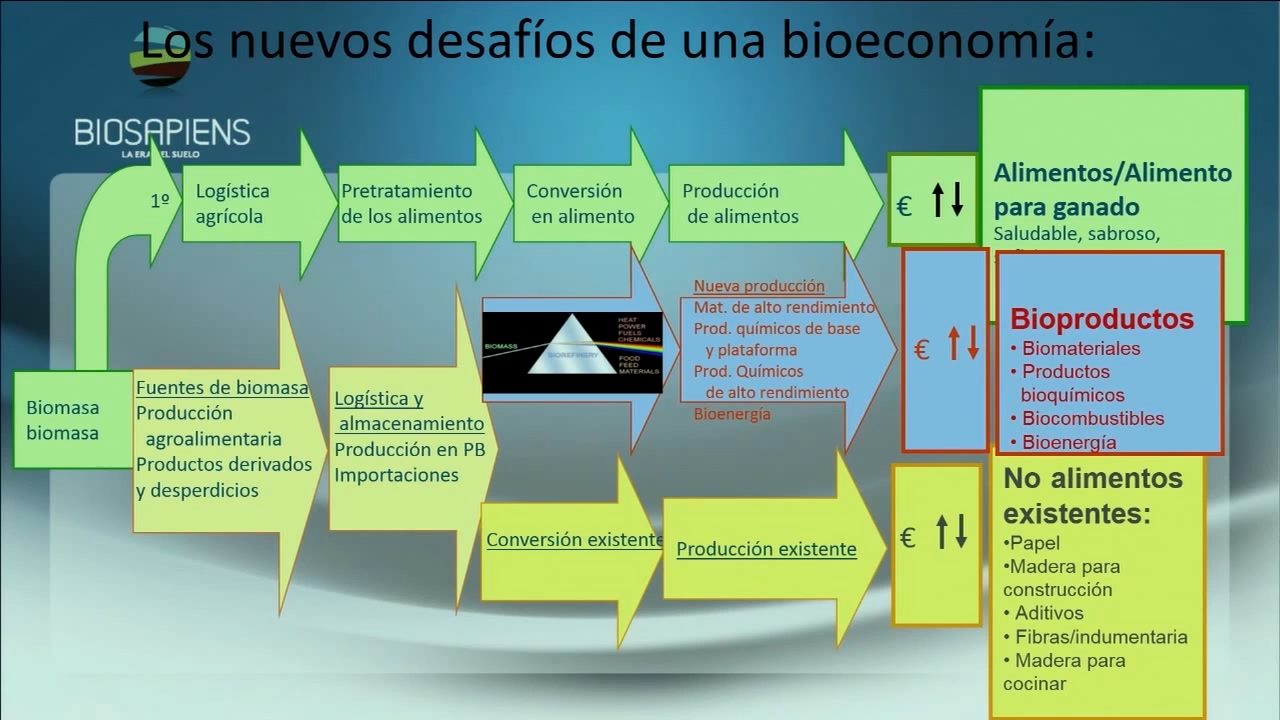 Los nuevos desafíos de una bioeconomía:
BIOSAPIENS
LA ERA DEL SUELO
1º
Logística
agrícola
Pretratamiento
de los alimentos
Conversión
en alimento
Producción
de alimentos
€
Alimentos/Alimento
para ganado
Saludable, sabroso,
Biomasa
biomasa
Fuentes de biomasa
Producción
agroalimentaria
Productos derivados
y desperdicios
Logística y
almacenamiento
Producción en PB
Importaciones
BIOMASS
BIOREFINERY
HEAT
POWER
FUELS
CHEMICALS
FOOD
FEED
MATERIALS
Nueva producción
Mat. de alto rendimiento
Prod. químicos de base
y plataforma
Prod. Químicos
de alto rendimiento
Bioenergía
€
Bioproductos
• Biomateriales
• Productos
bioquímicos
• Biocombustibles
• Bioenergía
Conversión existente
Producción existente
€
No alimentos
existentes:
•Papel
•Madera para
construcción
• Aditivos
• Fibras/indumentaria
• Madera para
cocinar